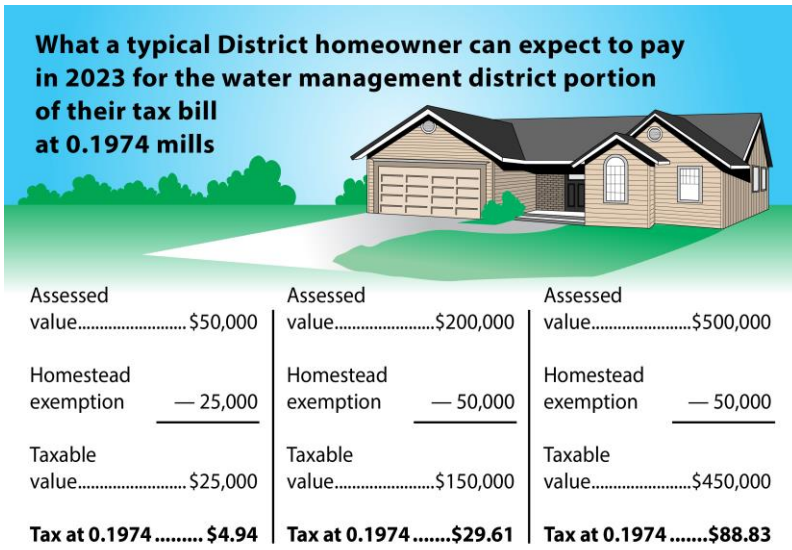 What a typical District homeowner can expect to pay
in 2023 for the water management district portion
of their tax bill
at 0.1974 mills
Assessed
value..........................$50,000
Homestead
exemption — 25,000
Taxable
value..........................$25,000
Tax at 0.1974 ......... $4.94
Assessed
value........................$200,000
Homestead
exemption — 50,000
Taxable
value........................$150,000
Tax at 0.1974 .......$29.61
Assessed
value........................$500,000
Homestead
exemption — 50,000
Taxable
value........................$450,000
Tax at 0.1974 .......$88.83